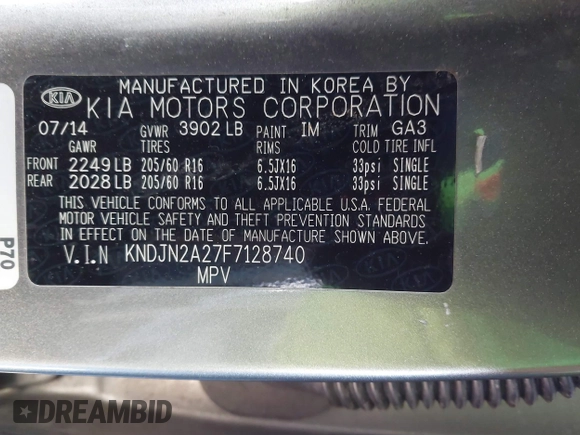 MANUFACTURED IN KOREA BY
KIA KIA MOTORS CORPORATION
07/14 GVWR 3902 LB PAINT IM TRIM GA3
GAWR TIRES RIMS COLD TIRE INFL
FRONT 2249 LB 205/60 R16 6.5JX16 33psi SINGLE
REAR 2028 LB 205/60 R16 6.5JX16 33psi SINGLE
THIS VEHICLE CONFORMS TO ALL APPLICABLE U.S.A. FEDERAL
MOTOR VEHICLE SAFETY AND THEFT PREVENTION STANDARDS
IN EFFECT ON THE DATE OF MANUFACTURE SHOWN ABOVE.
V.I.N KNDJN2A27F7128740
MPV
P70
DREAMBID